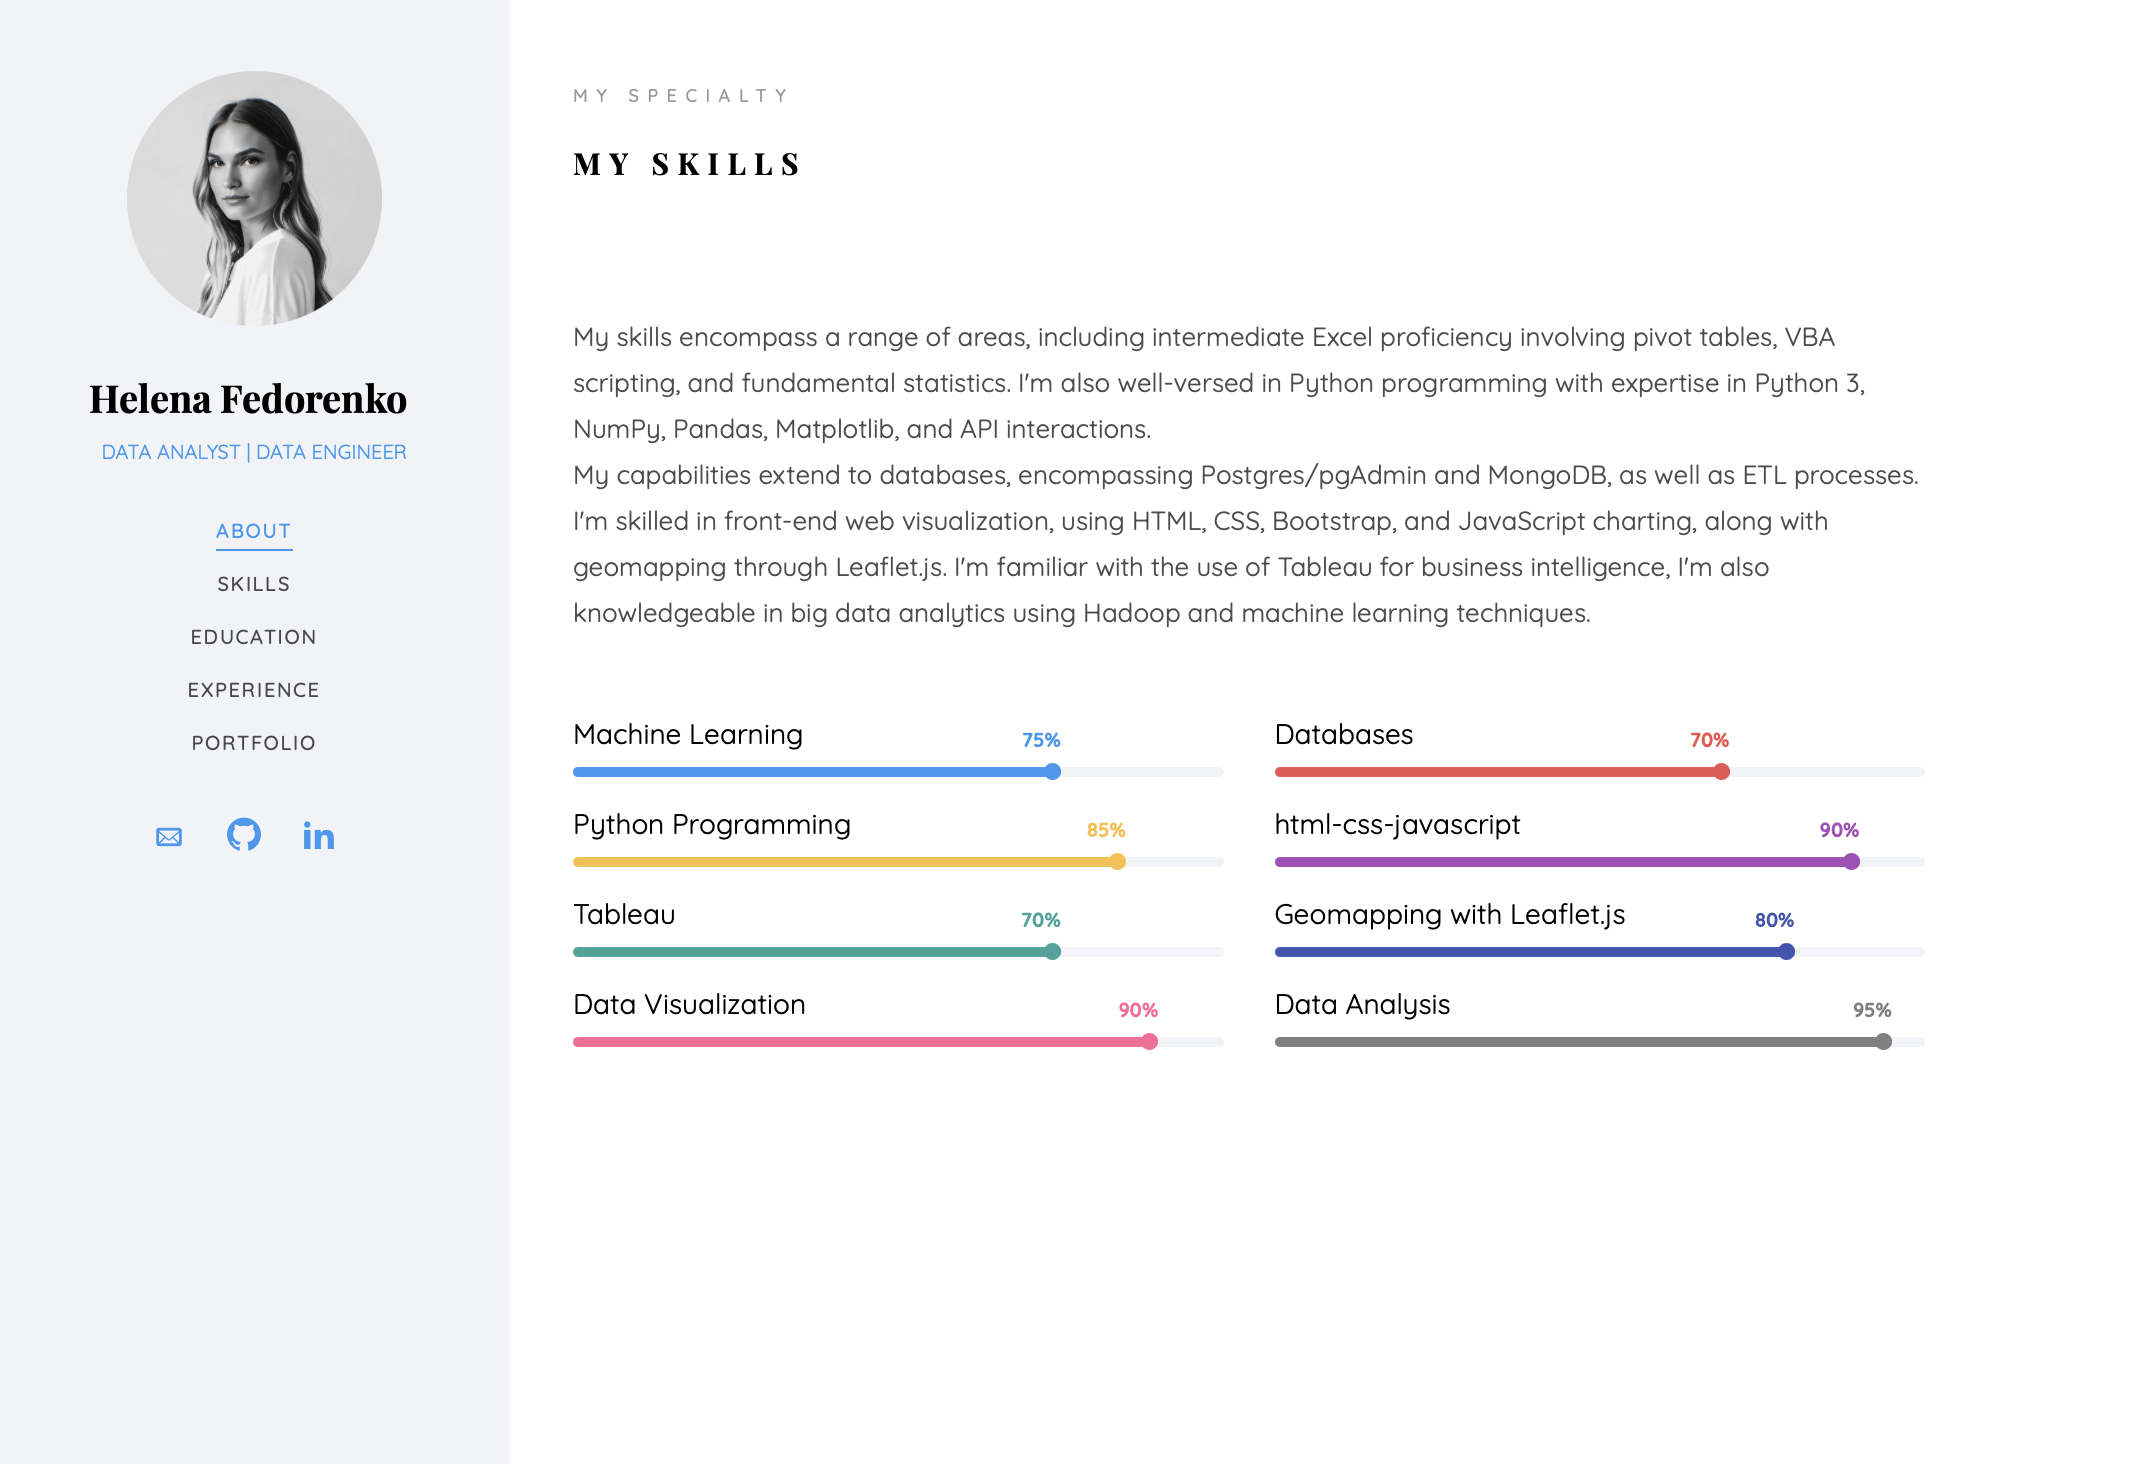 Helena Fedorenko
DATA ANALYST | DATA ENGINEER
ABOUT
SKILLS
EDUCATION
EXPERIENCE
PORTFOLIO
in
MY SPECIALTY
MY SKILLS
My skills encompass a range of areas, including intermediate Excel proficiency involving pivot tables, VBA
scripting, and fundamental statistics. I'm also well-versed in Python programming with expertise in Python 3,
NumPy, Pandas, Matplotlib, and API interactions.
My capabilities extend to databases, encompassing Postgres/pgAdmin and MongoDB, as well as ETL processes.
I'm skilled in front-end web visualization, using HTML, CSS, Bootstrap, and JavaScript charting, along with
geomapping through Leaflet.js. I'm familiar with the use of Tableau for business intelligence, I'm also
knowledgeable in big data analytics using Hadoop and machine learning techniques.
Machine Learning 75%
Databases 70%
Python Programming 85%
html-css-javascript 90%
Tableau 70%
Geomapping with Leaflet.js 80%
Data Visualization 90%
Data Analysis 95%